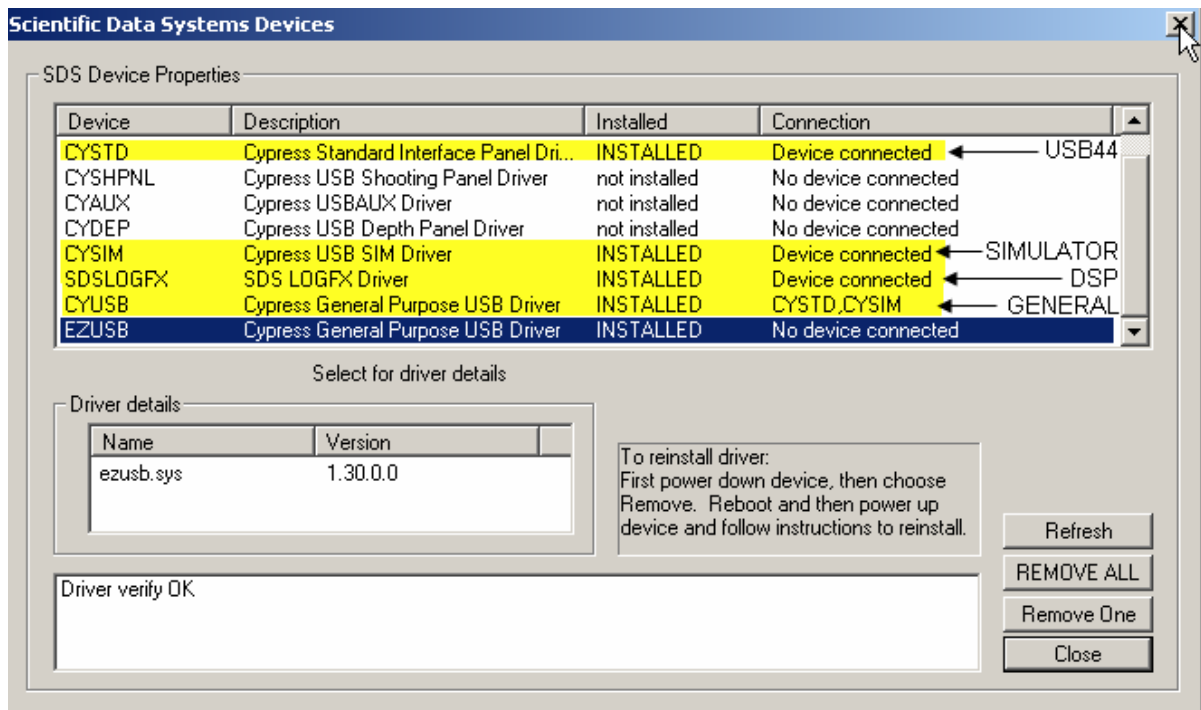 Scientific Data Systems Devices
SDS Device Properties
Device Description Installed Connection
CYSTD Cypress Standard Interface Panel Dri... INSTALLED Device connected USB44
CYSHPNL Cypress USB Shooting Panel Driver not installed No device connected
CYAUX Cypress USBAUX Driver not installed No device connected
CYDEP Cypress USB Depth Panel Driver not installed No device connected
CYSIM Cypress USB SIM Driver INSTALLED Device connected SIMULATOR
SDSLOGFX SDS LOGFX Driver INSTALLED Device connected DSP
CYUSB Cypress General Purpose USB Driver INSTALLED CYSTD,CYSIM GENERAL
EZUSB Cypress General Purpose USB Driver INSTALLED No device connected
Select for driver details
Driver details
Name Version
ezusb.sys 1.30.0.0
To reinstall driver:
First power down device, then choose
Remove. Reboot and then power up
device and follow instructions to reinstall.
Refresh
REMOVE ALL
Driver verify OK
Remove One
Close